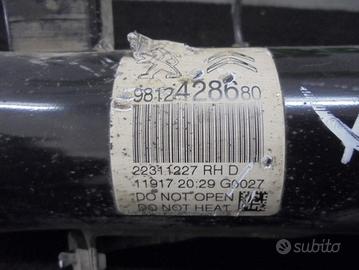 9812428680
22311227 RH D
11917 20:29 G0027
DO NOT OPEN
DO NOT HEAT
subito